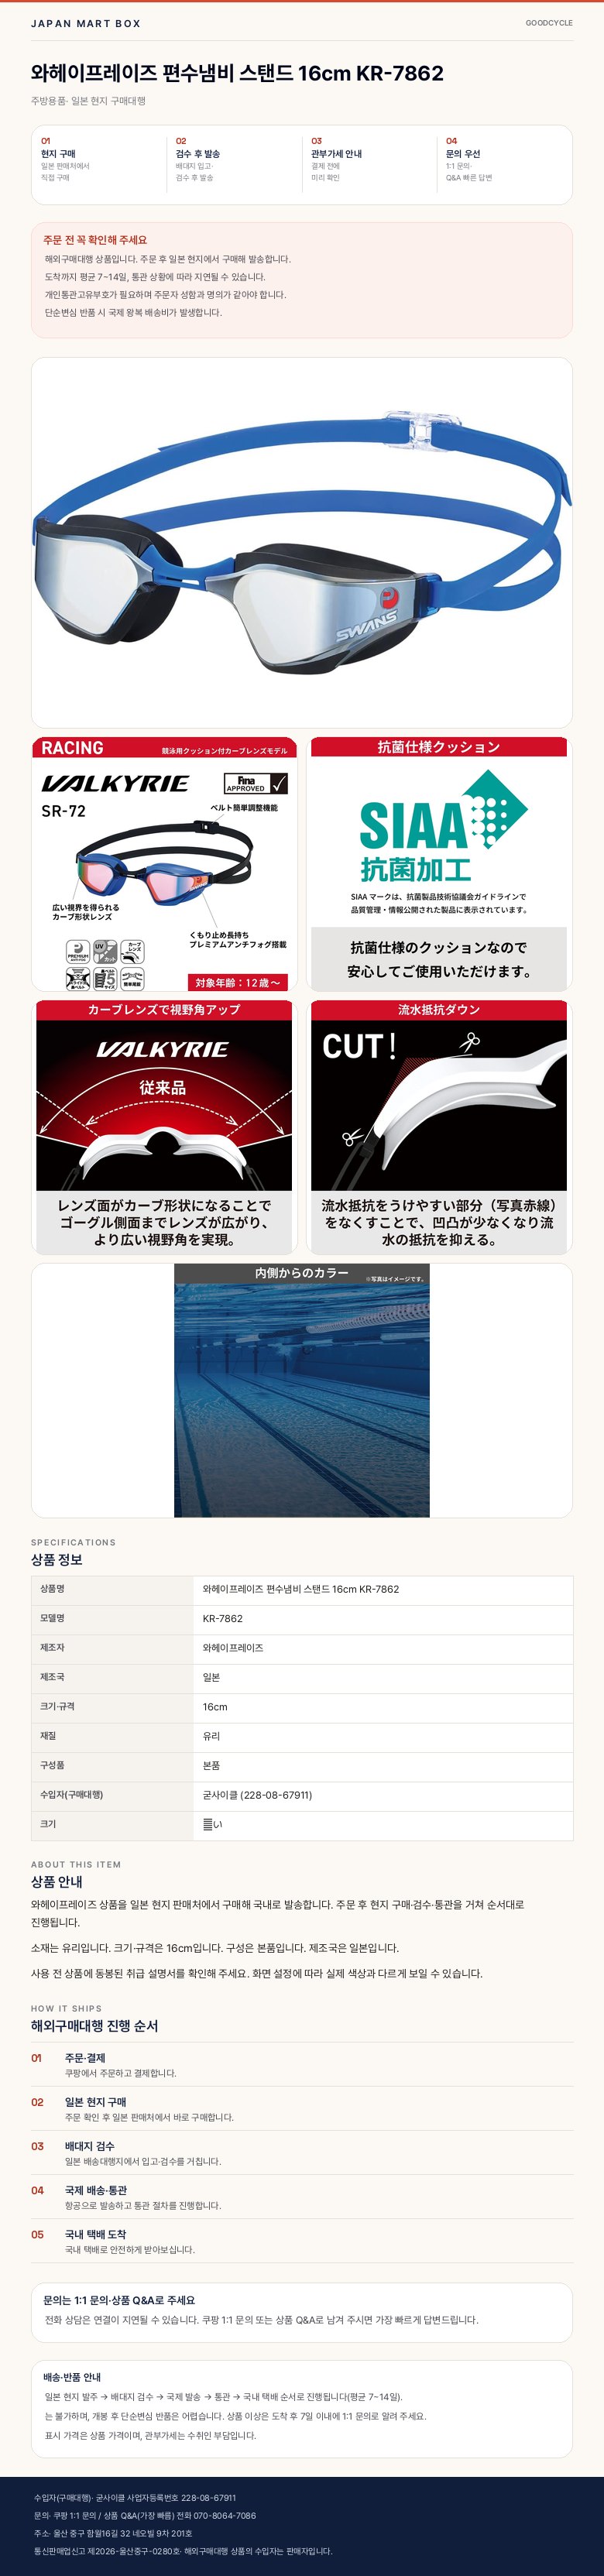 JAPAN MART BOX
GOODCYCLE
와헤이프레이즈 편수냄비 스탠드 16cm KR-7862
주방용품· 일본 현지 구매대행
01
현지 구매
일본 판매처에서
직접 구매
02
검수 후 발송
배대지 입고·
검수 후 발송
03
관부가세 안내
결제 전에
미리 확인
04
문의 우선
1:1 문의·
Q&A 빠른 답변
주문 전 꼭 확인해 주세요
해외구매대행 상품입니다. 주문 후 일본 현지에서 구매해 발송합니다.
도착까지 평균 7~14일, 통관 상황에 따라 지연될 수 있습니다.
개인통관고유부호가 필요하며 주문자 성함과 명의가 같아야 합니다.
단순변심 반품 시 국제 왕복 배송비가 발생합니다.
SWANS
RACING
競泳用クッション付カーブレンズモデル
VALKYRIE
Fina
APPROVED
SR-72
ベルト簡単調整機能
広い視界を得られる
カーブ形状レンズ
くもり止め長持ち
プレミアムアンチフォグ搭載
対象年齢：12歳～
抗菌仕様クッション
SIAA
抗菌加工
SIAA マークは、抗菌製品技術協議会ガイドラインで
品質管理・情報公開された製品に表示されています。
抗菌仕様のクッションなので
安心してご使用いただけます。
カーブレンズで視野角アップ
VALKYRIE
従来品
レンズ面がカーブ形状になることで
ゴーグル側面までレンズが広がり、
より広い視野角を実現。
流水抵抗ダウン
CUT!
流水抵抗をうけやすい部分（写真赤線）
をなくすことで、凹凸が少なくなり流
水の抵抗を抑える。
内側からのカラー
※写真はイメージです。
SPECIFICATIONS
상품 정보
상품명
와헤이프레이즈 편수냄비 스탠드 16cm KR-7862
모델명
KR-7862
제조자
와헤이프레이즈
제조국
일본
크기·규격
16cm
재질
유리
구성품
본품
수입자(구매대행)
굳사이클 (228-08-67911)
크기
い
ABOUT THIS ITEM
상품 안내
와헤이프레이즈 상품을 일본 현지 판매처에서 구매해 국내로 발송합니다. 주문 후 현지 구매·검수·통관을 거쳐 순서대로
진행됩니다.
소재는 유리입니다. 크기·규격은 16cm입니다. 구성은 본품입니다. 제조국은 일본입니다.
사용 전 상품에 동봉된 취급 설명서를 확인해 주세요. 화면 설정에 따라 실제 색상과 다르게 보일 수 있습니다.
HOW IT SHIPS
해외구매대행 진행 순서
01
주문·결제
쿠팡에서 주문하고 결제합니다.
02
일본 현지 구매
주문 확인 후 일본 판매처에서 바로 구매합니다.
03
배대지 검수
일본 배송대행지에서 입고·검수를 거칩니다.
04
국제 배송·통관
항공으로 발송하고 통관 절차를 진행합니다.
05
국내 택배 도착
국내 택배로 안전하게 받아보십니다.
문의는 1:1 문의·상품 Q&A로 주세요
전화 상담은 연결이 지연될 수 있습니다. 쿠팡 1:1 문의 또는 상품 Q&A로 남겨 주시면 가장 빠르게 답변드립니다.
배송·반품 안내
일본 현지 발주 → 배대지 검수 → 국제 발송 → 통관 → 국내 택배 순서로 진행됩니다(평균 7~14일).
는 불가하며, 개봉 후 단순변심 반품은 어렵습니다. 상품 이상은 도착 후 7일 이내에 1:1 문의로 알려 주세요.
표시 가격은 상품 가격이며, 관부가세는 수취인 부담입니다.
수입자(구매대행)· 굳사이클 사업자등록번호 228-08-67911
문의· 쿠팡 1:1 문의 / 상품 Q&A(가장 빠름) 전화 070-8064-7086
주소· 울산 중구 함월16길 32 네오빌 9차 201호
통신판매업신고 제2026-울산중구-0280호· 해외구매대행 상품의 수입자는 판매자입니다.